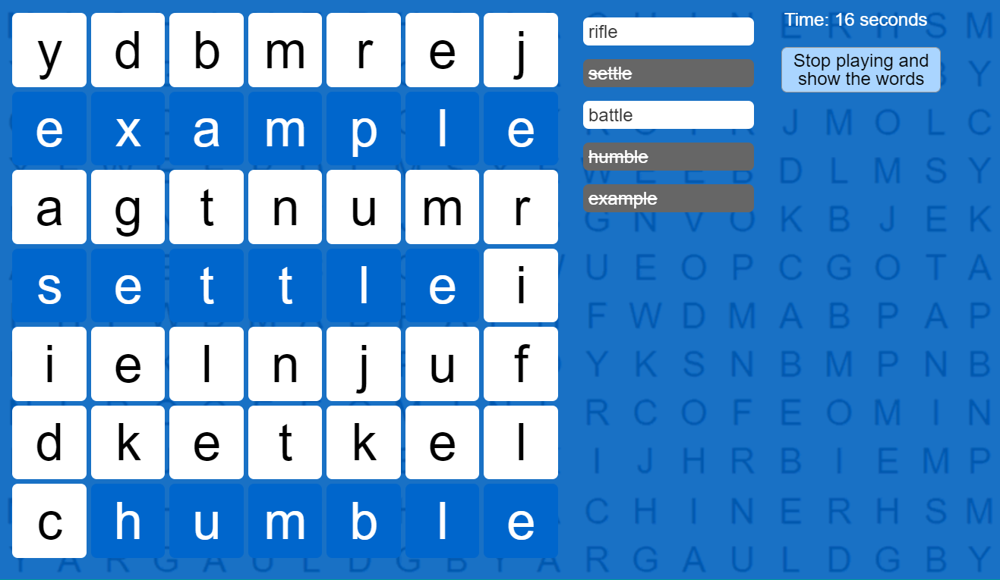 y d b m r e j
e x a m p l e
a g t n u m r
s e t t l e i
i e l n j u f
d k e t k e l
c h u m b l e
rifle
settle
battle
humble
example
Time: 16 seconds
Stop playing and
show the words